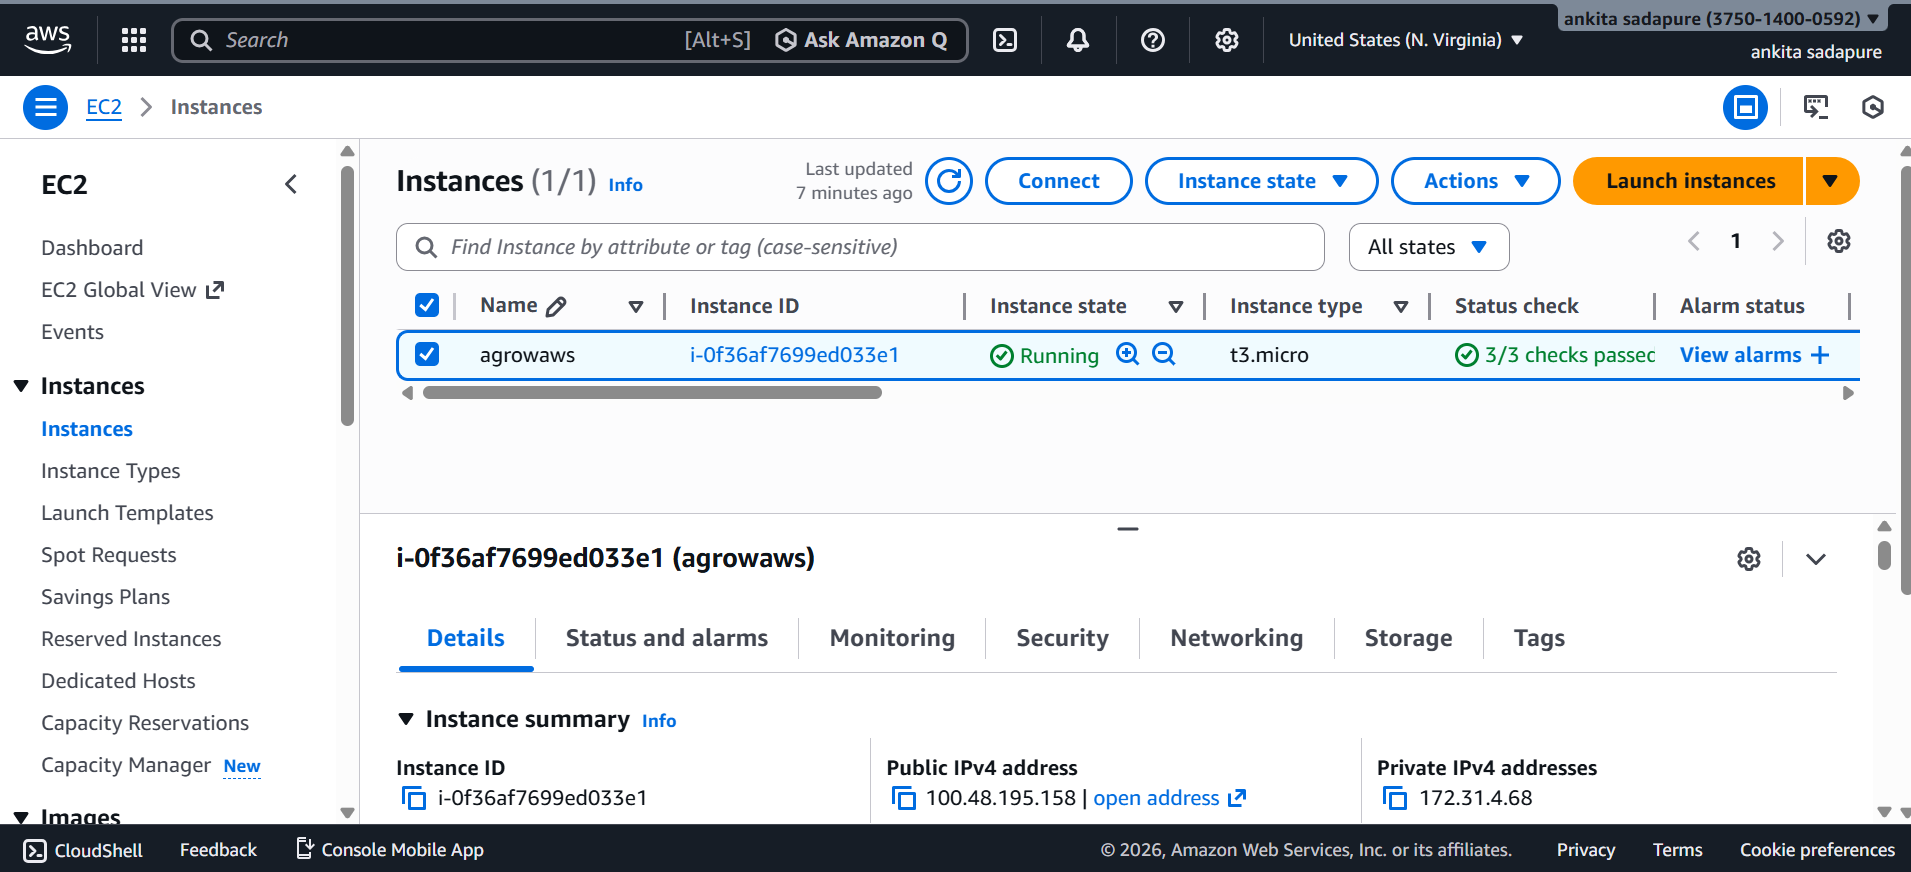 aws
Search [Alt+S] Ask Amazon Q
United States (N. Virginia)
ankita sadapure (3750-1400-0592)
ankita sadapure
EC2 Instances
EC2
Dashboard
EC2 Global View
Events
Instances
Instances
Instance Types
Launch Templates
Spot Requests
Savings Plans
Reserved Instances
Dedicated Hosts
Capacity Reservations
Capacity Manager New
Images
Instances (1/1) Info
Last updated
7 minutes ago
Connect Instance state Actions Launch instances
Find Instance by attribute or tag (case-sensitive)
All states
1
Name Instance ID Instance state Instance type Status check Alarm status
agrowaws i-0f36af7699ed033e1 Running t3.micro 3/3 checks passed View alarms
i-0f36af7699ed033e1 (agrowaws)
Details Status and alarms Monitoring Security Networking Storage Tags
Instance summary Info
Instance ID
i-0f36af7699ed033e1
Public IPv4 address
100.48.195.158 | open address
Private IPv4 addresses
172.31.4.68
CloudShell Feedback Console Mobile App
© 2026, Amazon Web Services, Inc. or its affiliates. Privacy Terms Cookie preferences